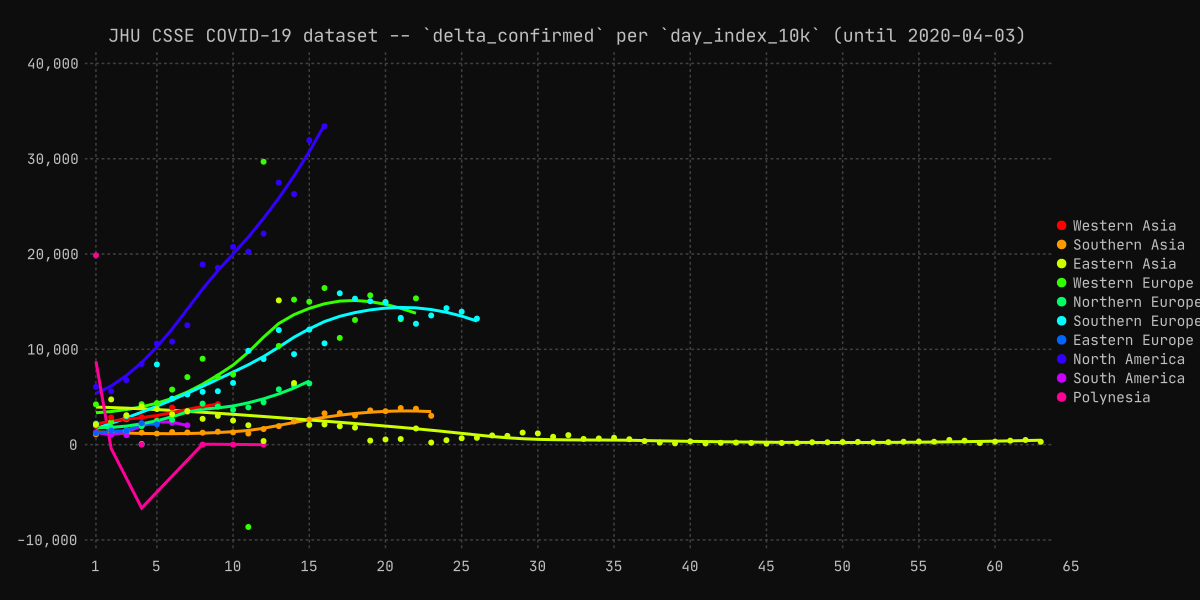 JHU CSSE COVID-19 dataset -- `delta_confirmed` per `day_index_10k` (until 2020-04-03)
40,000
30,000
20,000
10,000
0
-10,000
1 5 10 15 20 25 30 35 40 45 50 55 60 65
Western Asia
Southern Asia
Eastern Asia
Western Europe
Northern Europe
Southern Europe
Eastern Europe
North America
South America
Polynesia